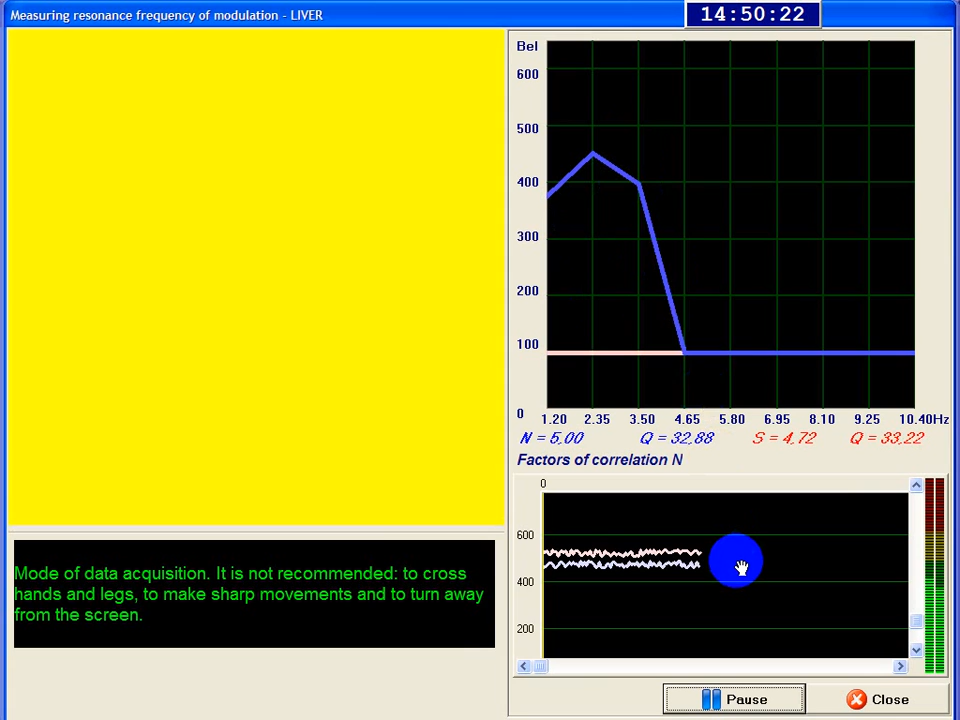 Measuring resonance frequency of modulation - LIVER
14:50:22
Bel
600
500
400
300
200
100
0
1.20 2.35 3.50 4.65 5.80 6.95 8.10 9.25 10.40Hz
N = 5,00 Q = 32,88 S = 4,72 Q = 33,22
Factors of correlation N
0
600
400
200
Mode of data acquisition. It is not recommended: to cross
hands and legs, to make sharp movements and to turn away
from the screen.
Pause Close